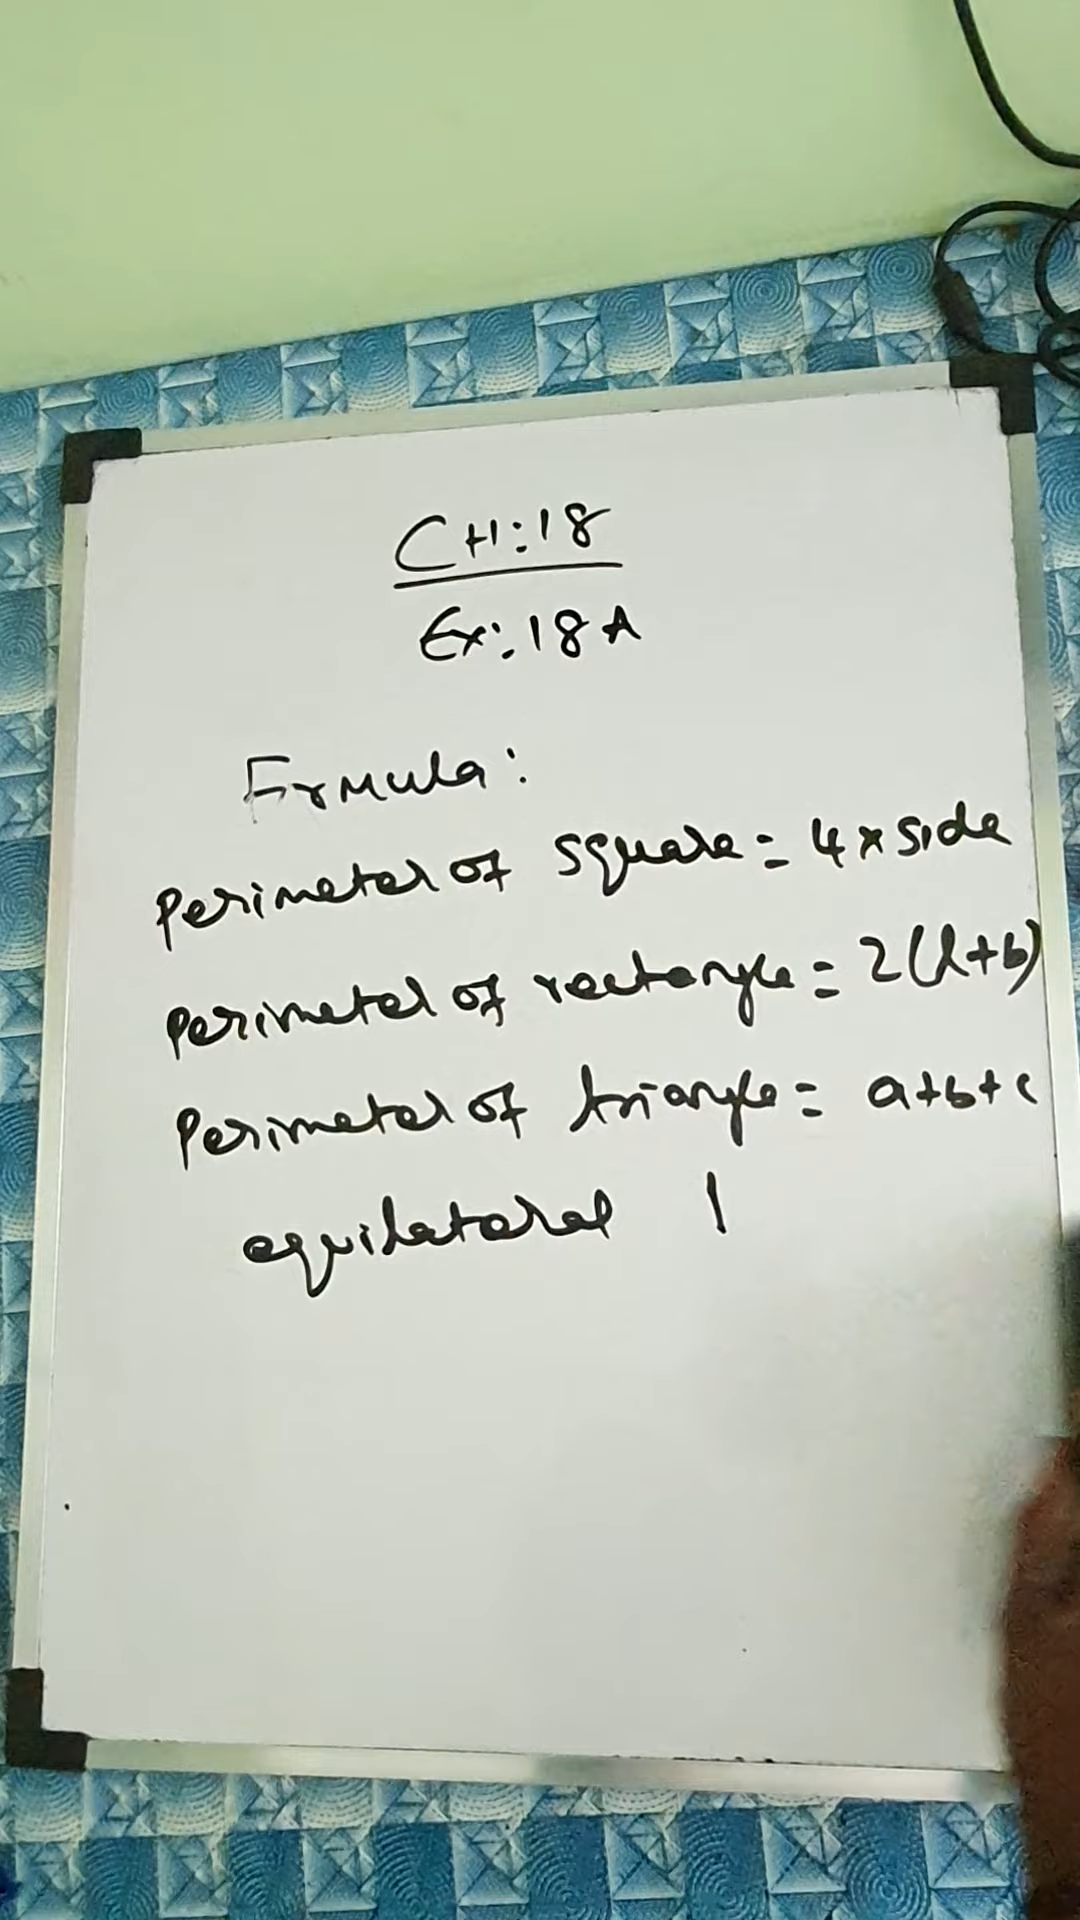 CH:18
Ex:18A
Formula:
Perimeter of square = 4 × side
Perimeter of rectangle = 2(l+b)
Perimeter of triangle = a+b+c
equilateral